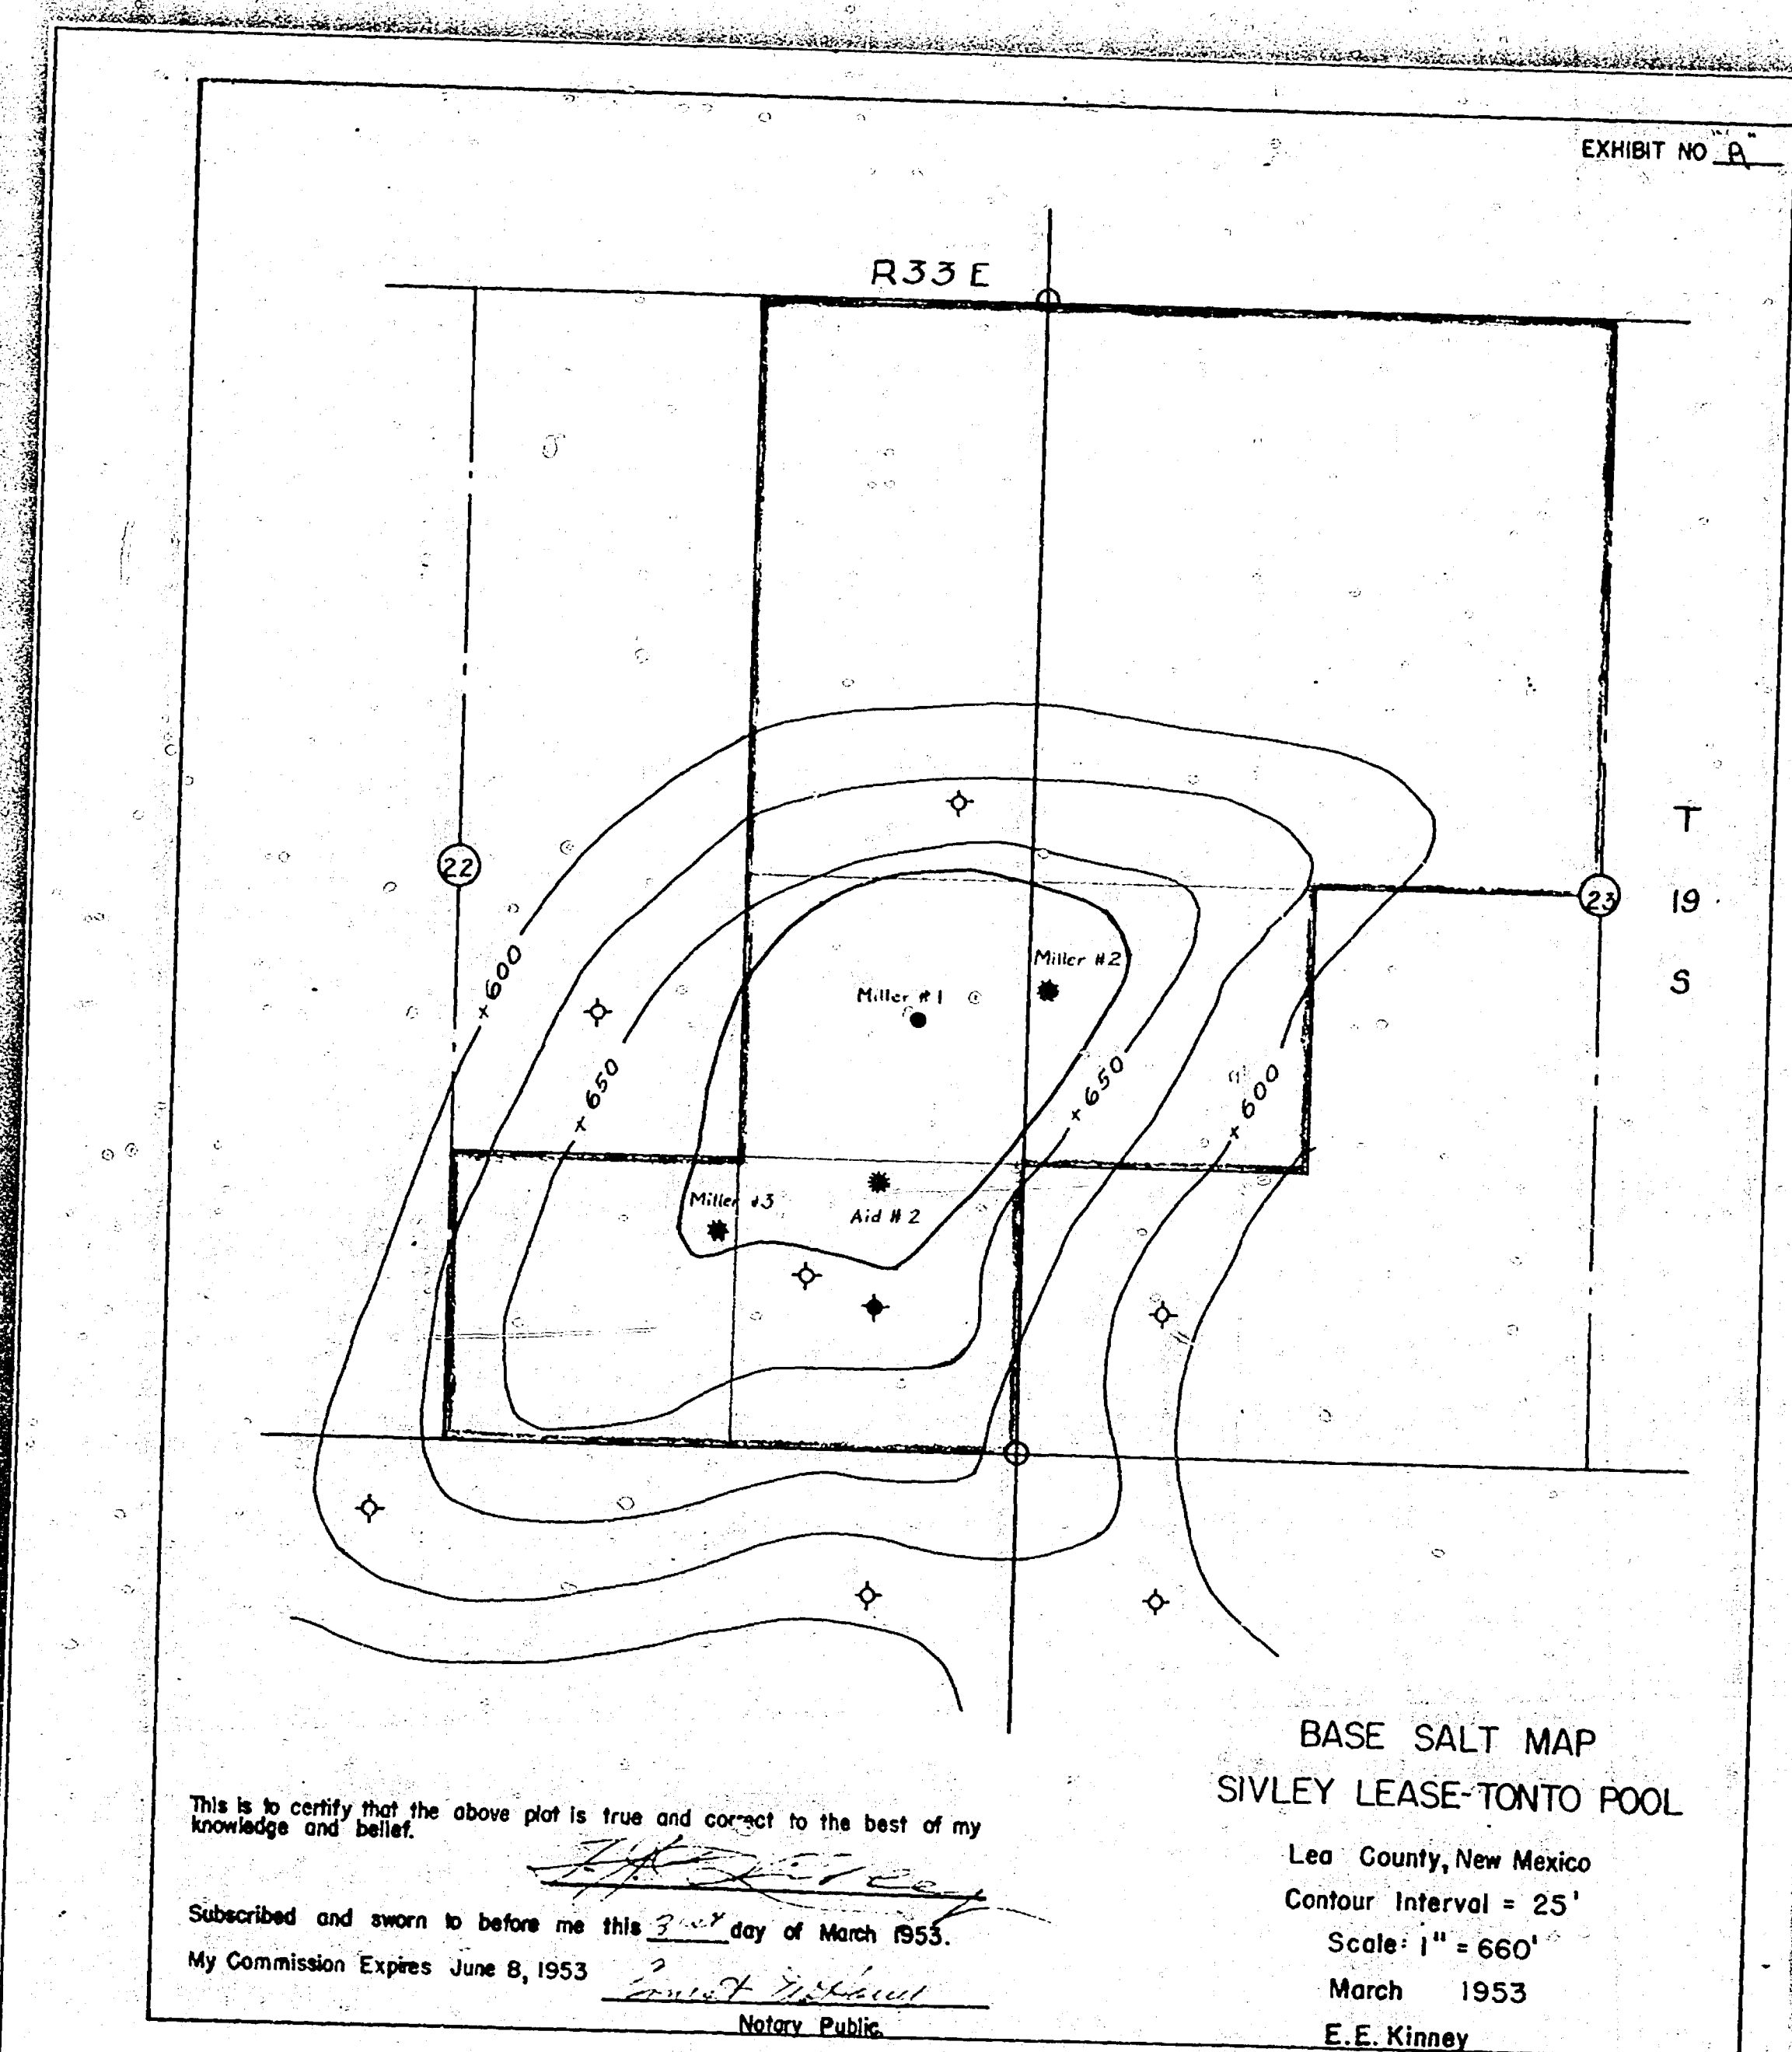 EXHIBIT NO "A"
R33E
T
19
S
22
23
+600
+650
+650
+600
Miller #2
Miller #1
Miller #3
Aid #2
BASE SALT MAP
SIVLEY LEASE-TONTO POOL
Lea County, New Mexico
Contour Interval = 25'
Scale: 1" = 660'
March 1953
E.E. Kinney
This is to certify that the above plat is true and correct to the best of my
knowledge and belief.
Subscribed and sworn to before me this day of March 1953.
My Commission Expires June 8, 1953
Notary Public.